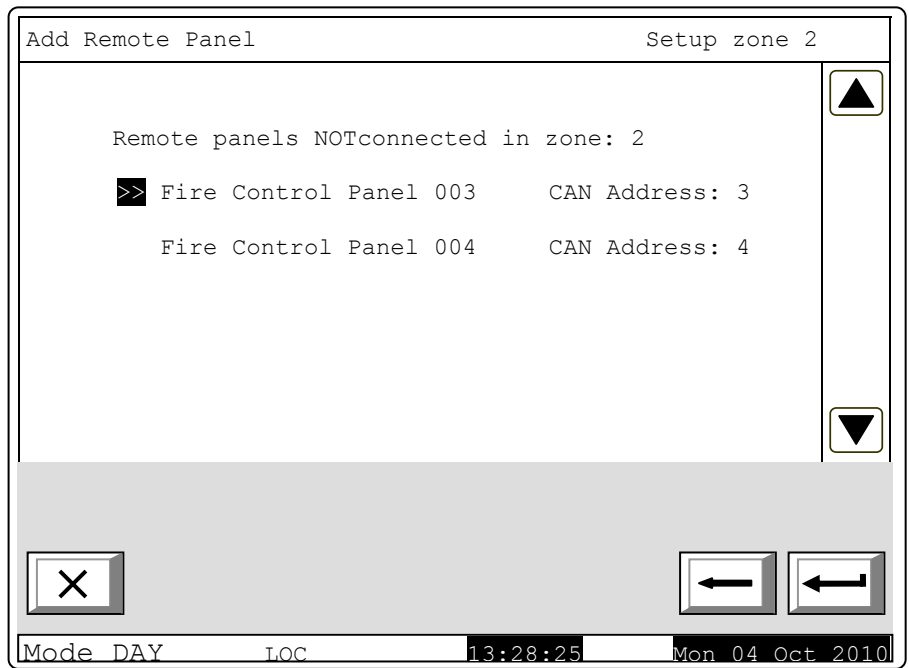 Add Remote Panel Setup zone 2
Remote panels NOTconnected in zone: 2
>> Fire Control Panel 003 CAN Address: 3
Fire Control Panel 004 CAN Address: 4
Mode DAY LOC 13:28:25 Mon 04 Oct 2010